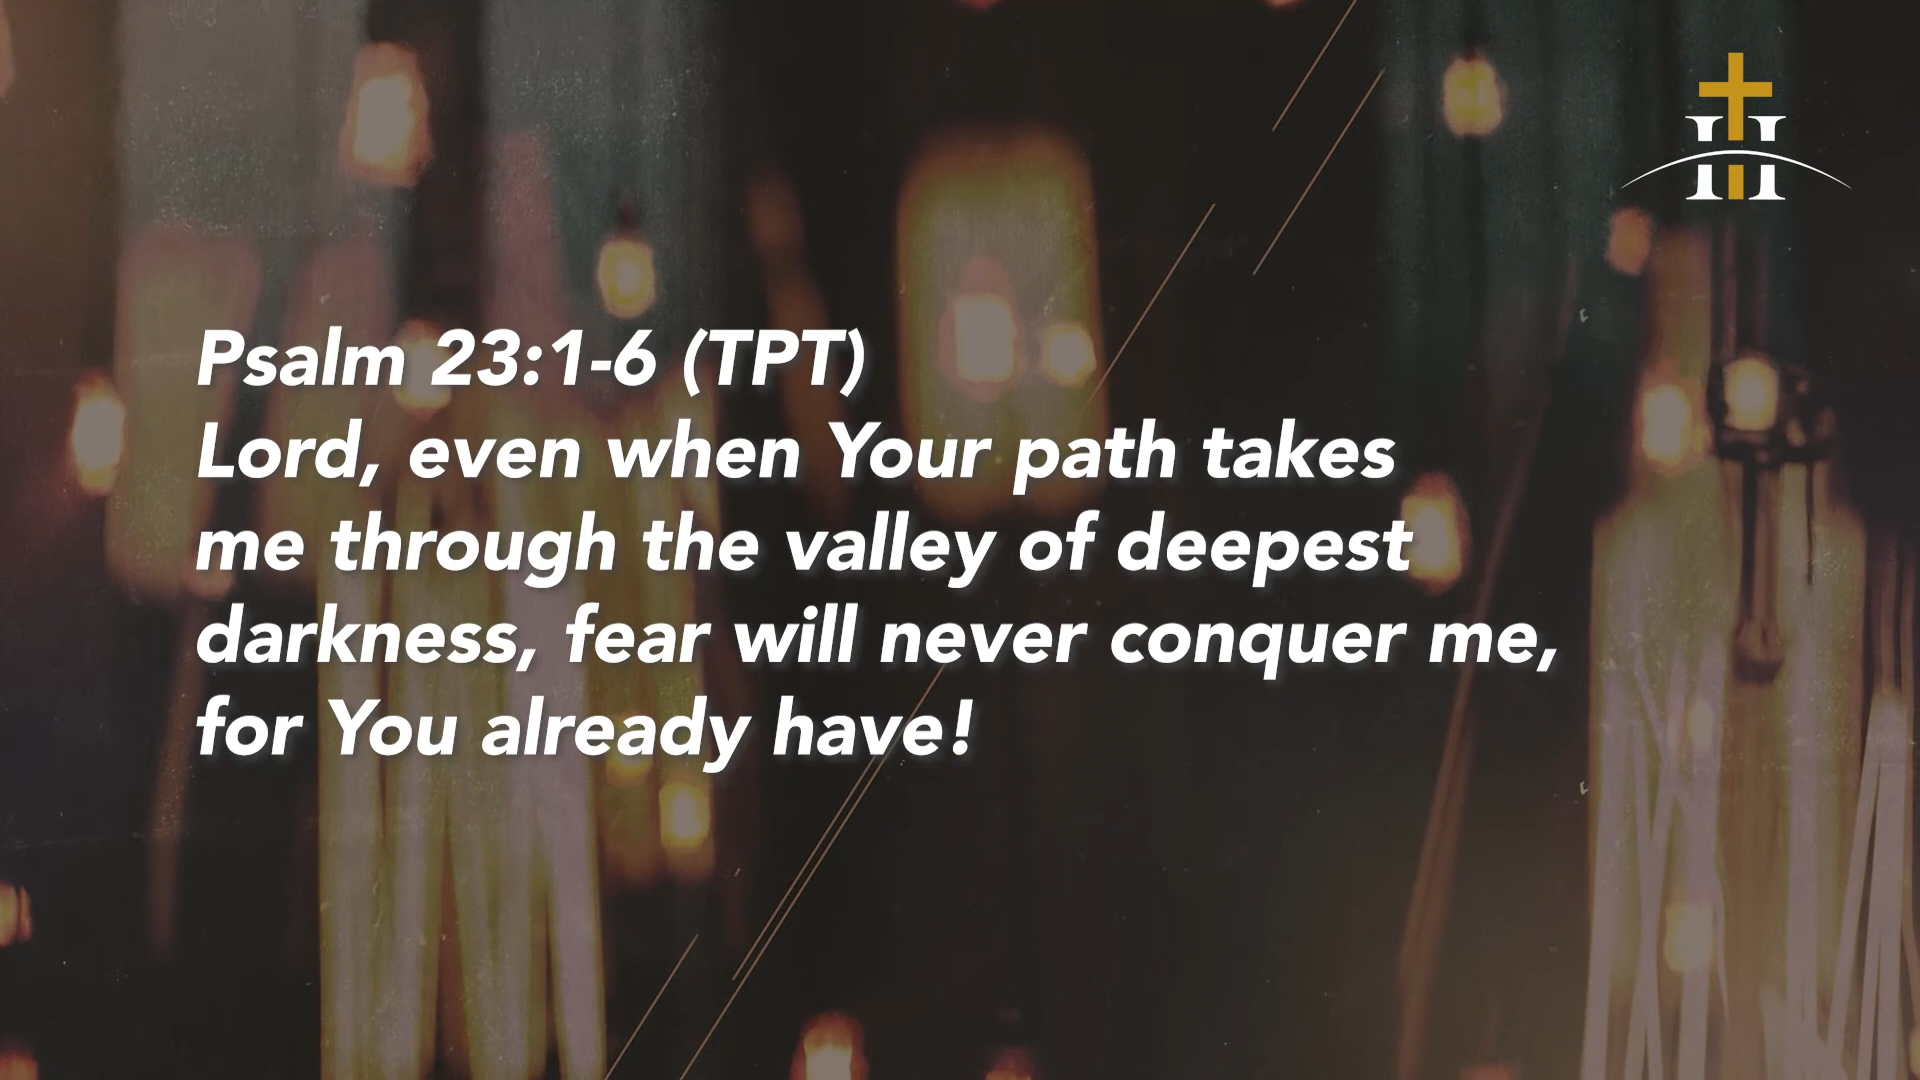 Psalm 23:1-6 (TPT)
Lord, even when Your path takes
me through the valley of deepest
darkness, fear will never conquer me,
for You already have!